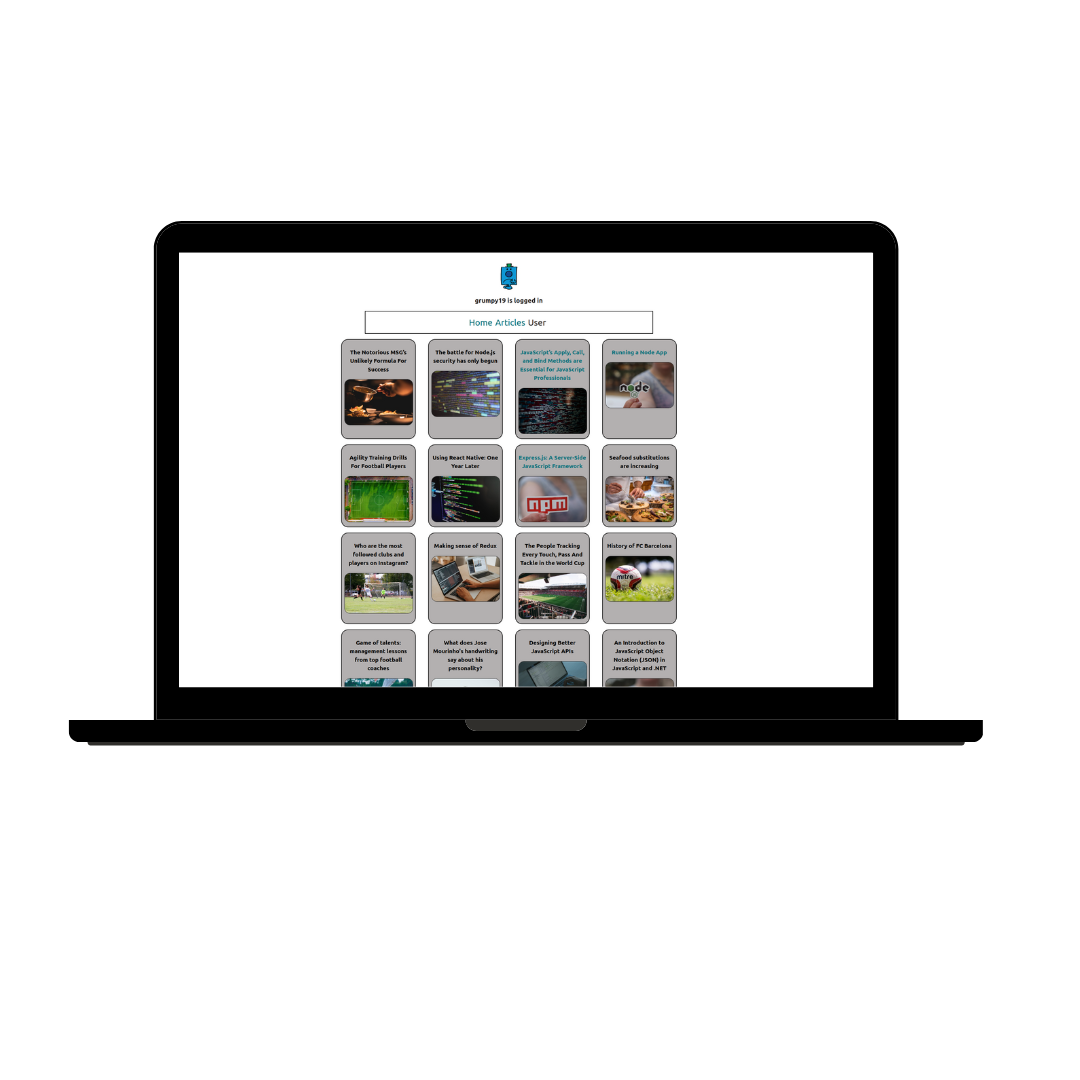 grumpy19 is logged in
Home Articles User
The Notorious MSG's
Unlikely Formula For
Success
The battle for Node.js
security has only begun
JavaScript's Apply, Call,
and Bind Methods are
Essential for JavaScript
Professionals
Running a Node App
node
Agility Training Drills
For Football Players
Using React Native: One
Year Later
Express.js: A Server-Side
JavaScript Framework
npm
Seafood substitutions
are increasing
Who are the most
followed clubs and
players on Instagram?
Making sense of Redux
The People Tracking
Every Touch, Pass And
Tackle in the World Cup
History of FC Barcelona
mitre
Game of talents:
management lessons
from top football
coaches
What does Jose
Mourinho's handwriting
say about his
personality?
Designing Better
JavaScript APIs
An Introduction to
JavaScript Object
Notation (JSON) in
JavaScript and .NET